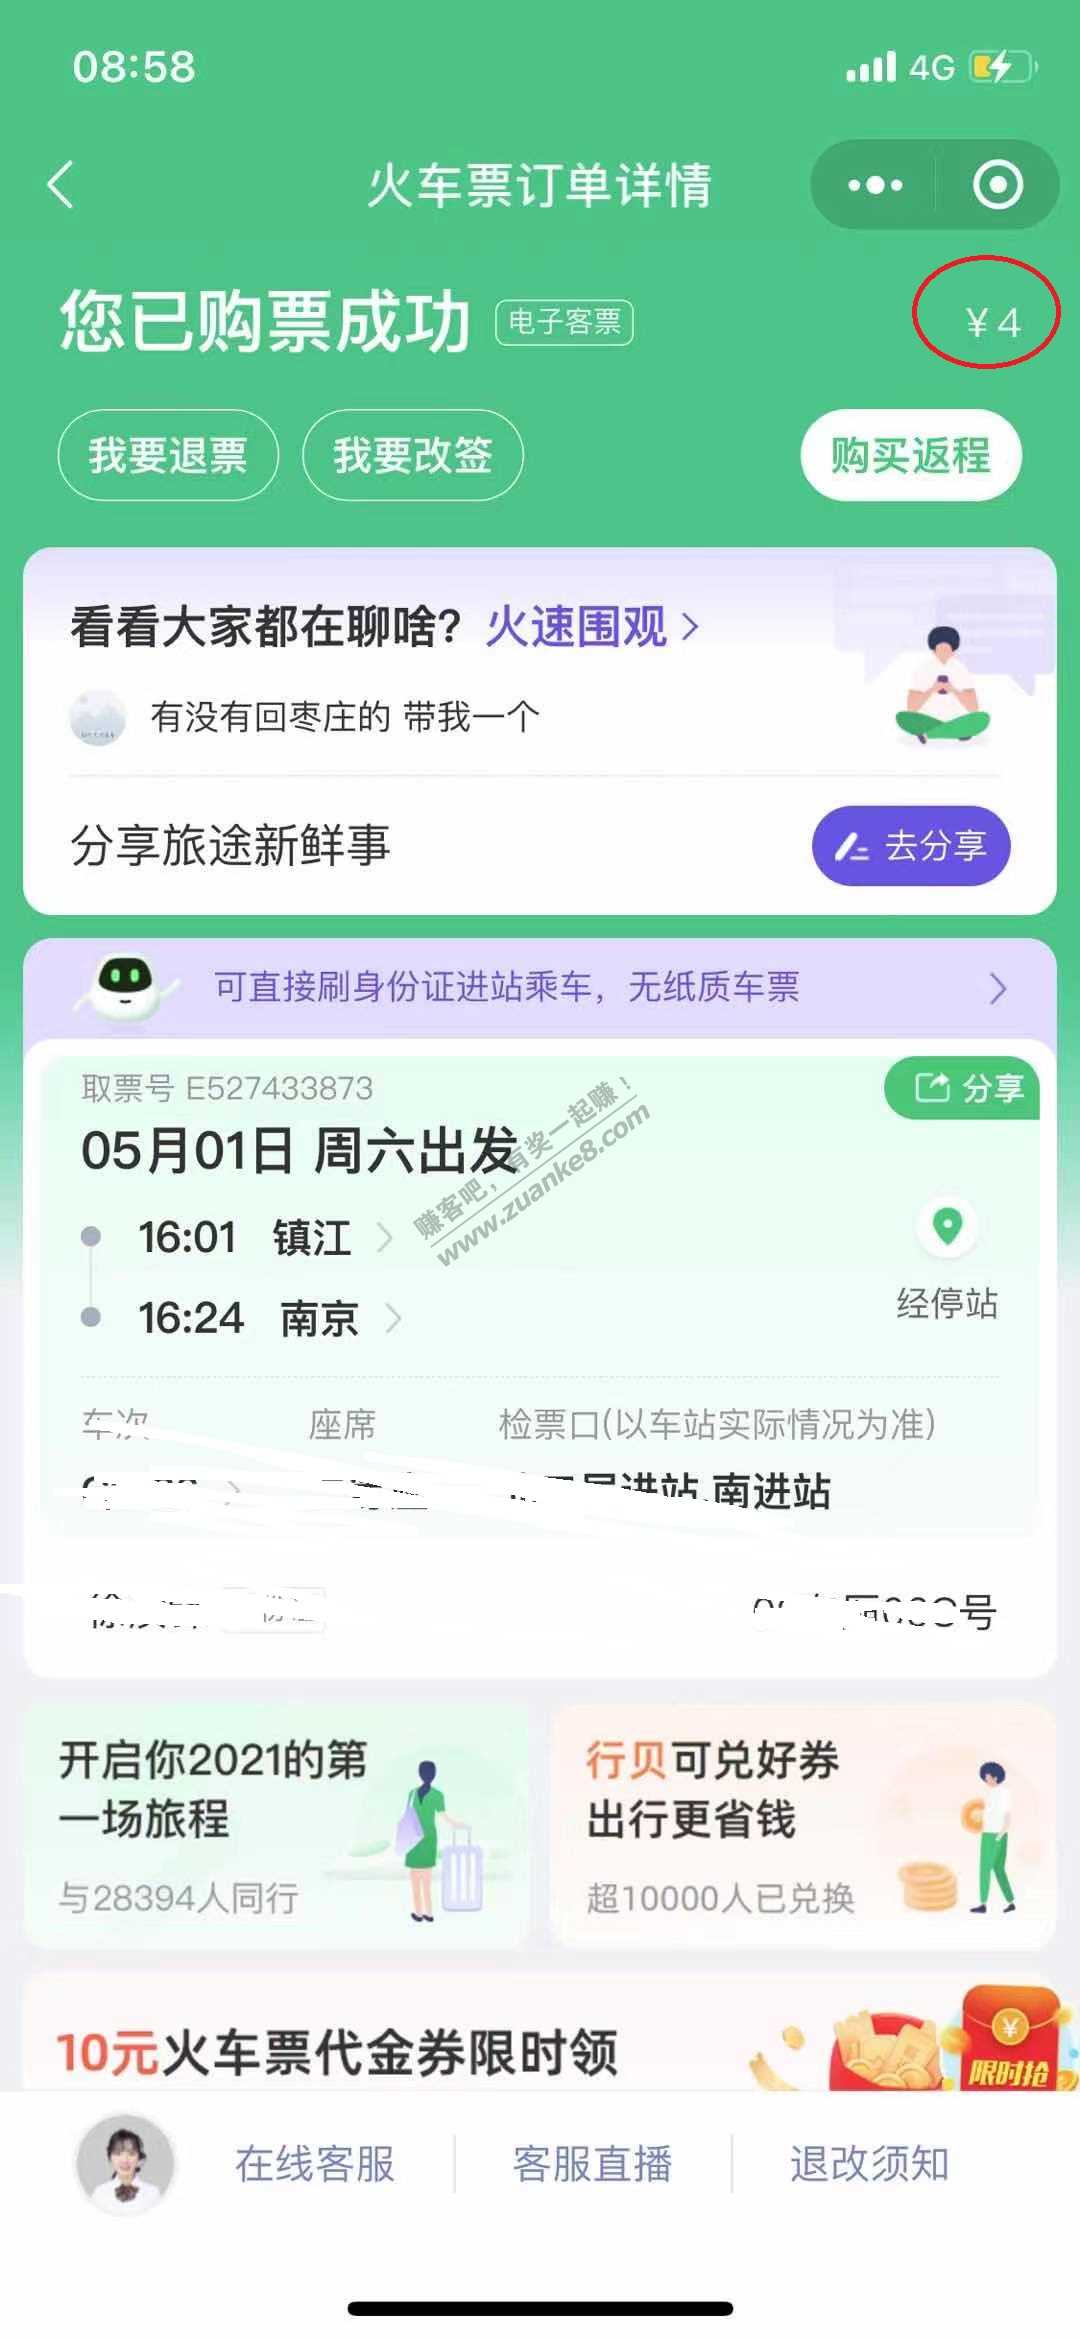 08:58
4G
火车票订单详情
您已购票成功 电子客票 ¥4
我要退票 我要改签 购买返程
看看大家都在聊啥? 火速围观
有没有回枣庄的 带我一个
分享旅途新鲜事 去分享
可直接刷身份证进站乘车，无纸质车票
取票号 E527433873 分享
05月01日 周六出发
赚客吧，有奖一起赚！
www.zuanke8.com
16:01 镇江
16:24 南京
经停站
车次 座席 检票口(以车站实际情况为准)
进站,南进站
号
开启你2021的第
一场旅程
与28394人同行
行贝可兑好券
出行更省钱
超10000人已兑换
10元火车票代金券限时领
¥
限时抢
在线客服 客服直播 退改须知